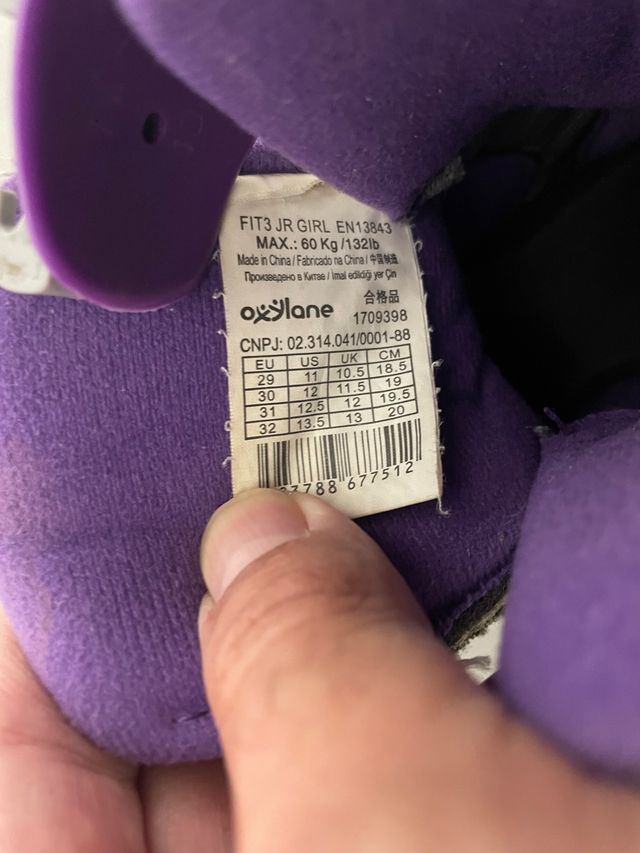 FIT3 JR GIRL EN13843
MAX.: 60 Kg /132lb
Made in China / Fabricado na China / 中国制造
Произведено в Китае / İmal edildiği yer Çin
oxylane 合格品
1709398
CNPJ: 02.314.041/0001-88
EU US UK CM
29 11 10.5 18.5
30 12 11.5 19
31 12.5 12 19.5
32 13.5 13 20
3788 677512